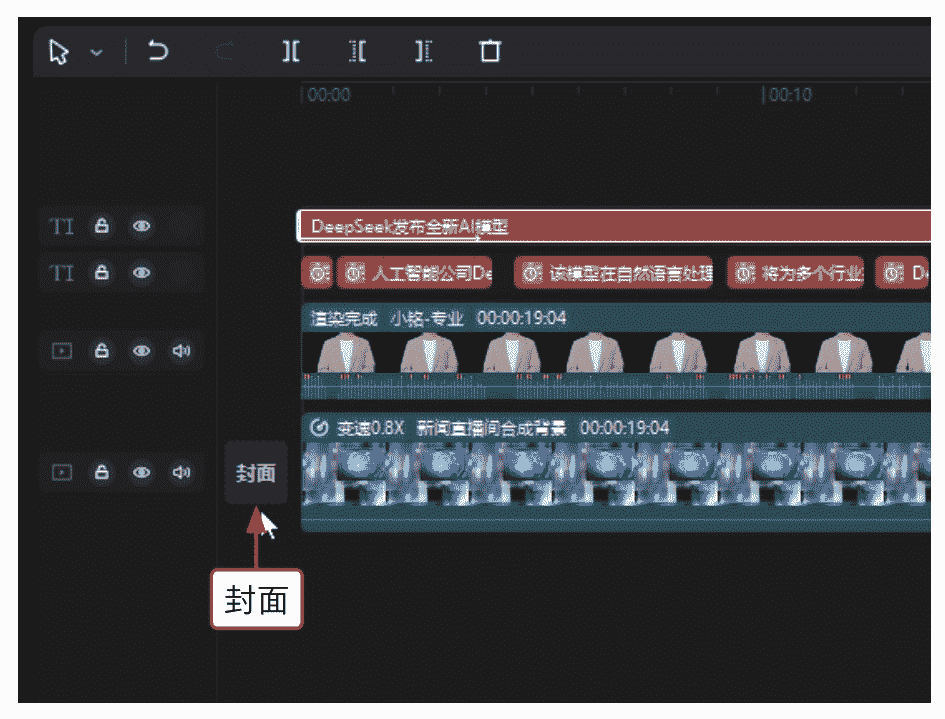 00:00 00:10
DeepSeek发布全新AI模型
人工智能公司De 该模型在自然语言处理 将为多个行业 D
渲染完成 小铭-专业 00:00:19:04
变速0.8X 新闻直播间合成背景 00:00:19:04
封面
封面